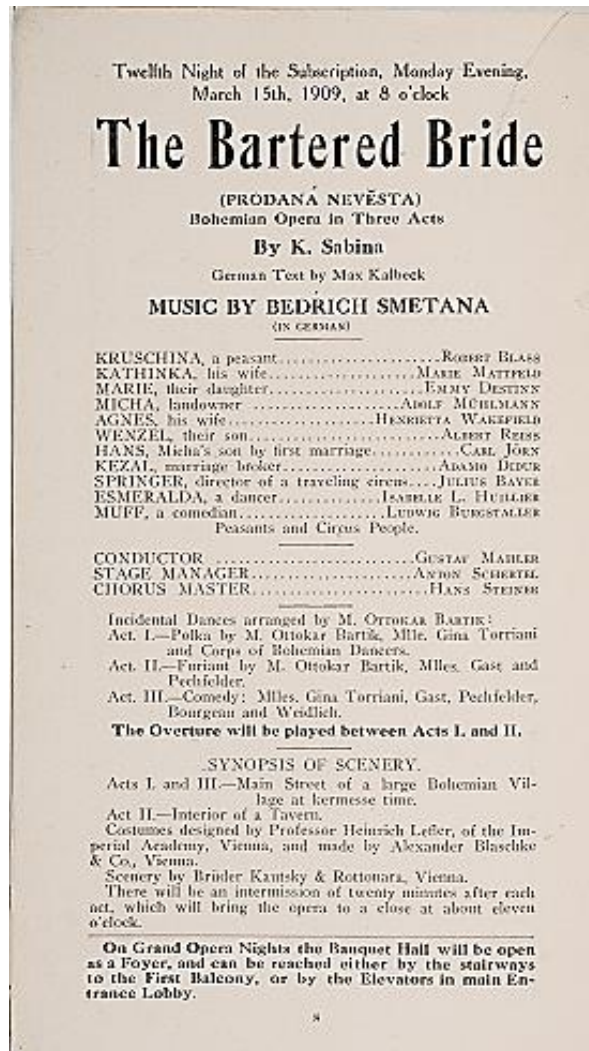 Twelfth Night of the Subscription, Monday Evening,
March 15th, 1909, at 8 o'clock
The Bartered Bride
(PRODANÁ NEVĚSTA)
Bohemian Opera in Three Acts
By K. Sabina
German Text by Max Kalbeck
MUSIC BY BEDRICH SMETANA
(IN GERMAN)
KRUSCHINA, a peasant......................ROBERT BLASS
KATHINKA, his wife....................MARIE MATTFELD
MARIE, their daughter.....................EMMY DESTINN
MICHA, landowner ....................ADOLF MÜHLMANN
AGNES, his wife....................HENRIETTA WAKEFIELD
WENZEL, their son..........................ALBERT REISS
HANS, Micha's son by first marriage............CARL JÖRN
KEZAL, marriage broker.....................ADAMO DIDUR
SPRINGER, director of a traveling circus....JULIUS BAYER
ESMERALDA, a dancer..............ISABELLE L. HUILLIER
MUFF, a comedian....................LUDWIG BURGSTALLER
Peasants and Circus People.
CONDUCTOR ...........................GUSTAV MAHLER
STAGE MANAGER......................ANTON SCHERTEL
CHORUS MASTER........................HANS STEINER
Incidental Dances arranged by M. OTTOKAR BARTIK:
Act. I.—Polka by M. Ottokar Bartik, Mlle. Gina Torriani
and Corps of Bohemian Dancers.
Act. II.—Furiant by M. Ottokar Bartik, Mlles. Gast and
Pechfelder.
Act. III.—Comedy: Mlles. Gina Torriani, Gast, Pechfelder,
Bourgeau and Weidlich.
The Overture will be played between Acts I. and II.
SYNOPSIS OF SCENERY.
Acts I. and III.—Main Street of a large Bohemian Vil-
lage at kermesse time.
Act II.—Interior of a Tavern.
Costumes designed by Professor Heinrich Lefler, of the Im-
perial Academy, Vienna, and made by Alexander Blaschke
& Co., Vienna.
Scenery by Brüder Kautsky & Rottonara, Vienna.
There will be an intermission of twenty minutes after each
act, which will bring the opera to a close at about eleven
o'clock.
On Grand Opera Nights the Banquet Hall will be open
as a Foyer, and can be reached either by the stairways
to the First Balcony, or by the Elevators in main En-
trance Lobby.